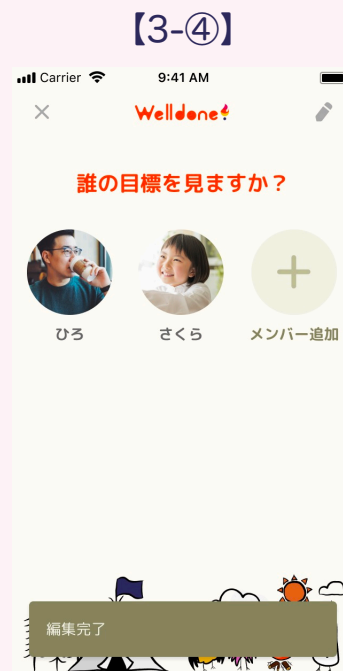 【3-④】
Carrier 9:41 AM
Welldone!
誰の目標を見ますか？
ひろ さくら メンバー追加
編集完了